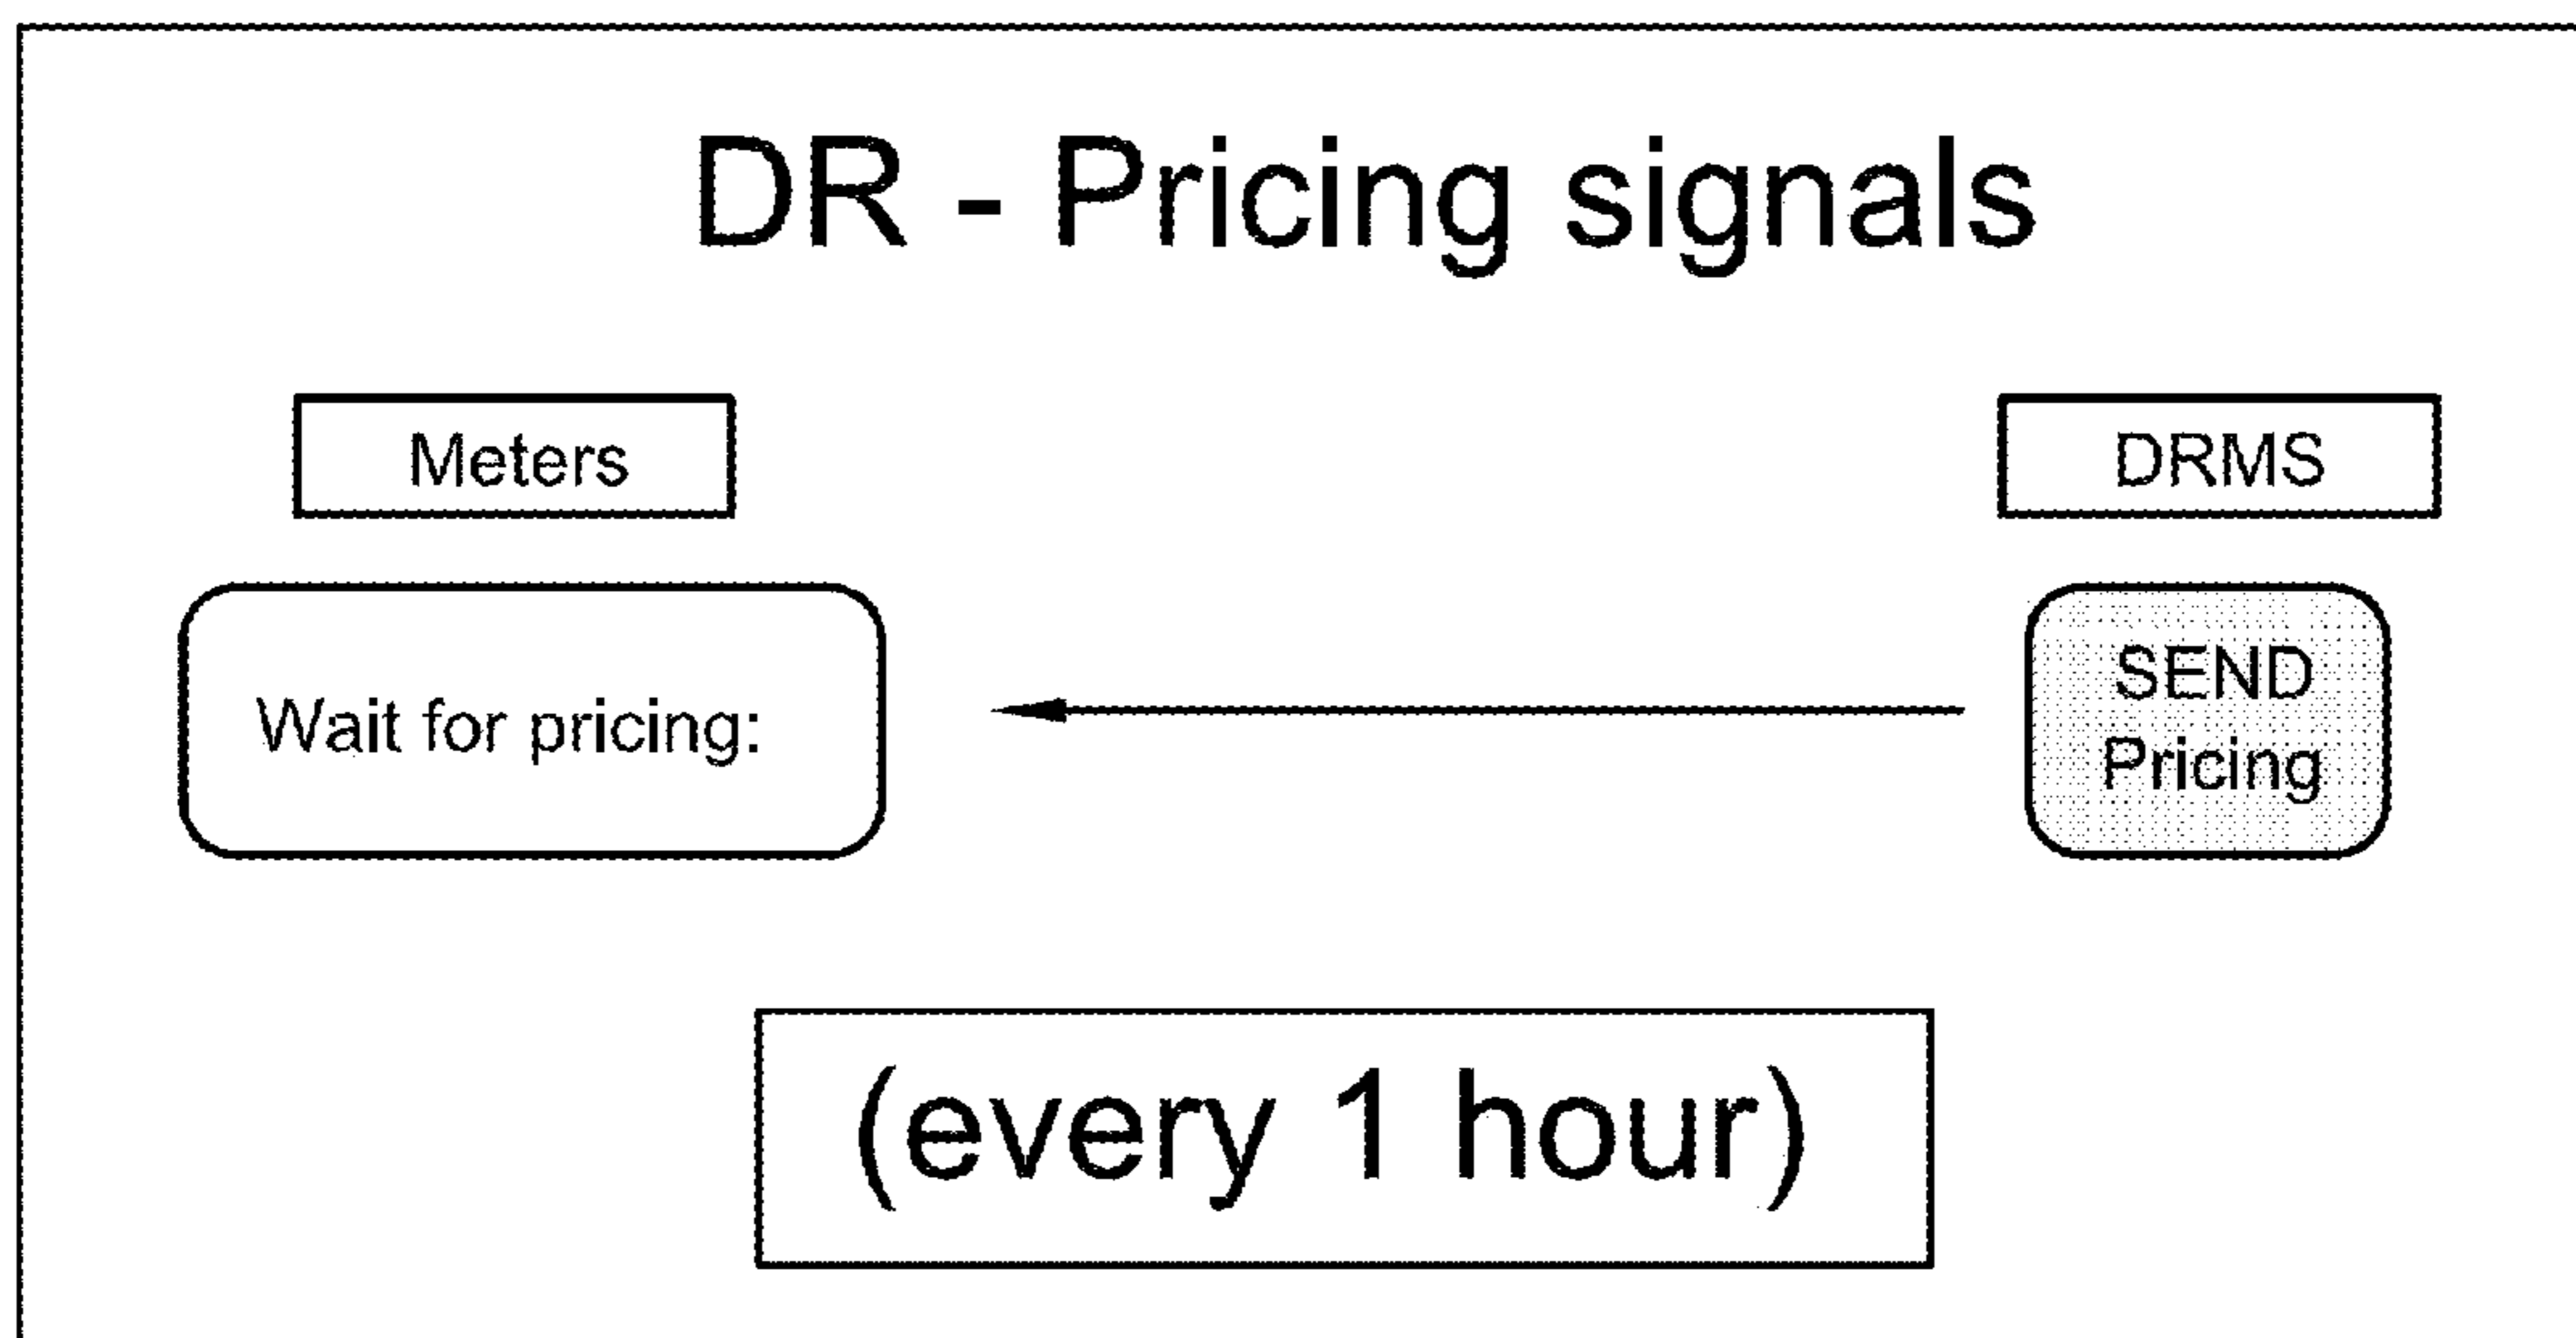 DR - Pricing signals
Meters
DRMS
Wait for pricing:
SEND
Pricing
(every 1 hour)